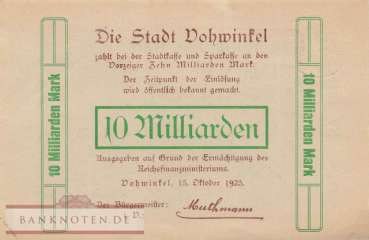 Die Stadt Vohwinkel
zahlt bei der Stadtkasse und Sparkasse an den
Vorzeiger Zehn Milliarden Mark.
Der Zeitpunkt der Einlösung
wird öffentlich bekannt gemacht.
10 Milliarden Mark
10 Milliarden
10 Milliarden Mark
Ausgegeben auf Grund der Ermächtigung des
Reichsfinanzministeriums.
Vohwinkel, 15. Oktober 1923.
Der Bürgermeister:
Muthmann
BANKNOTEN.DE